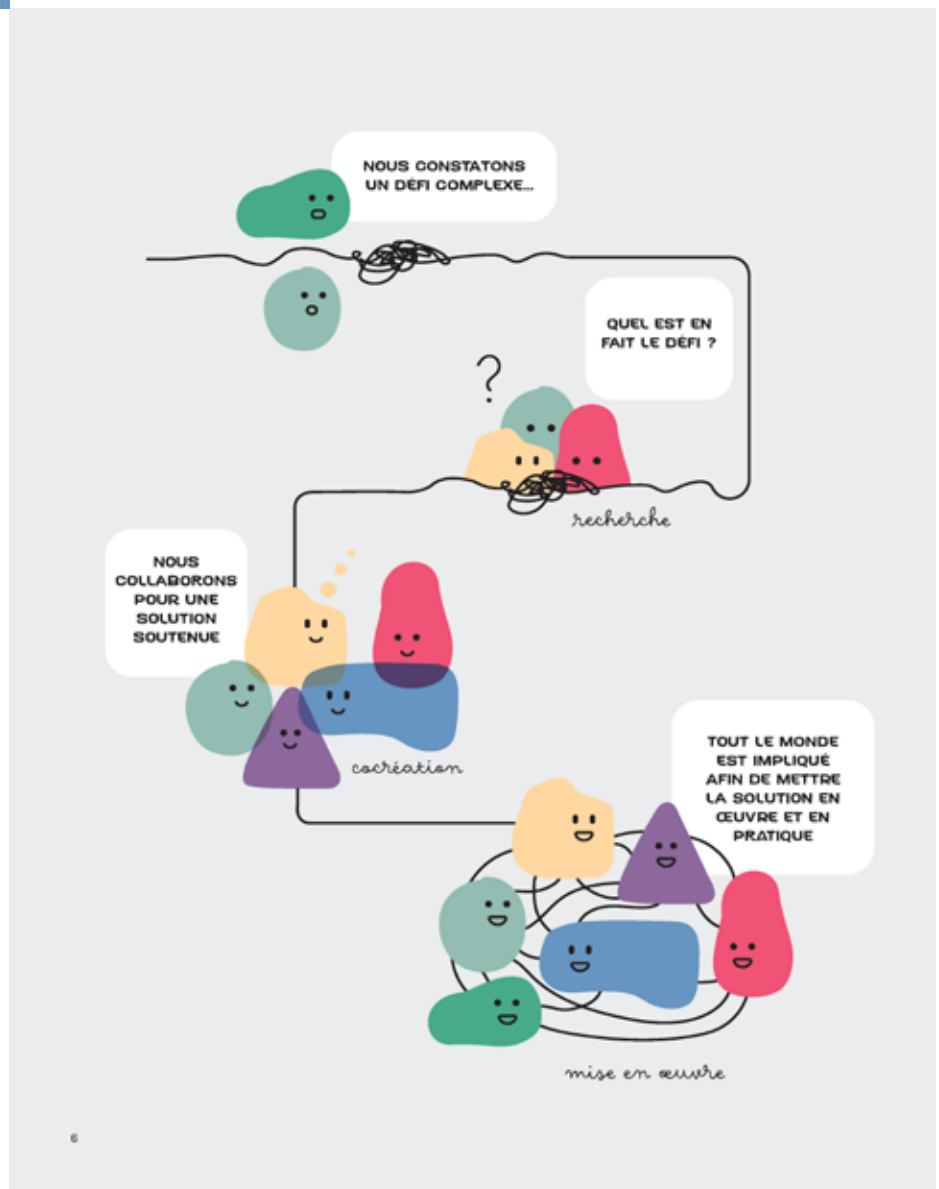 NOUS CONSTATONS
UN DÉFI COMPLEXE...
QUEL EST EN
FAIT LE DÉFI ?
?
recherche
NOUS
COLLABORONS
POUR UNE
SOLUTION
SOUTENUE
cocréation
TOUT LE MONDE
EST IMPLIQUÉ
AFIN DE METTRE
LA SOLUTION EN
ŒUVRE ET EN
PRATIQUE
mise en œuvre
6